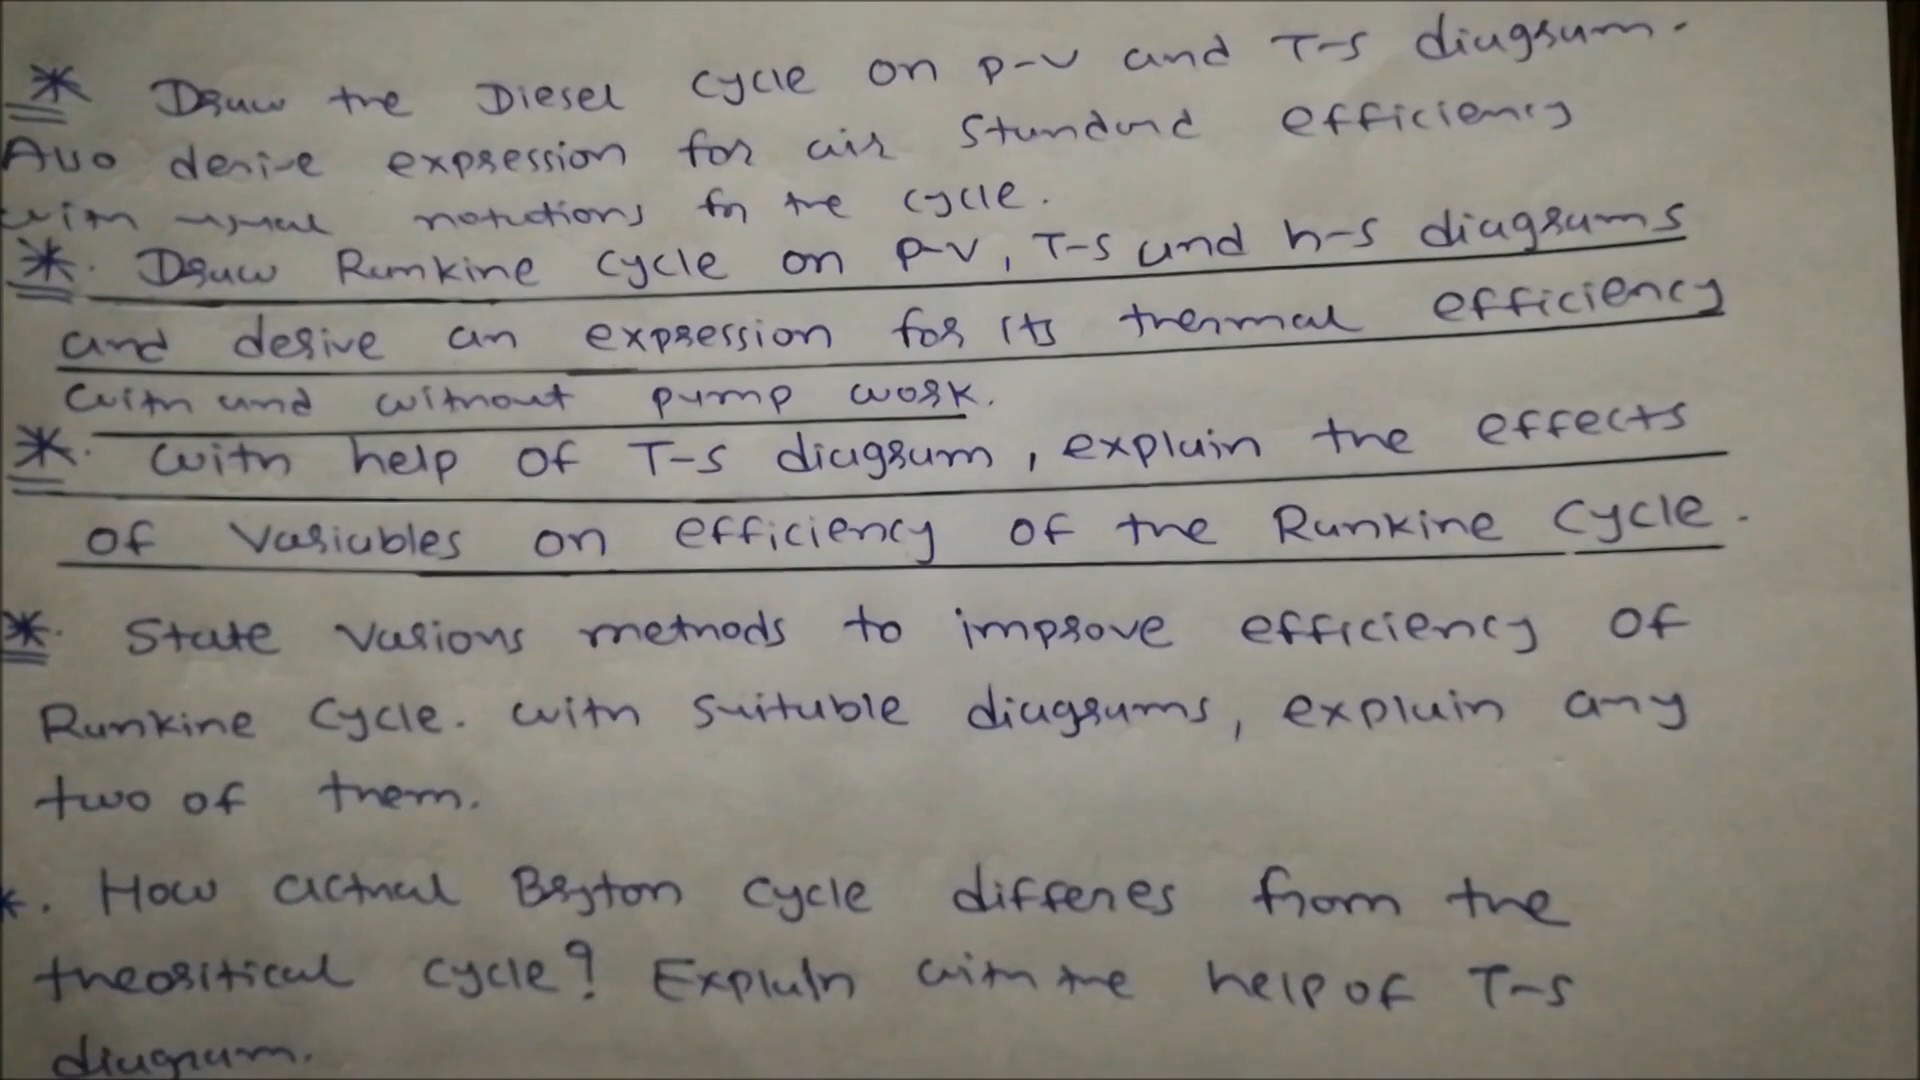 * Draw the Diesel cycle on p-v and T-s diagram.
Also derive expression for air standard efficiency
with usual notations for the cycle.
*. Draw Rankine cycle on p-v, T-s and h-s diagrams
and derive an expression for its thermal efficiency
with and without pump work.
*. With help of T-s diagram, explain the effects
of variables on efficiency of the Rankine cycle.
*. State various methods to improve efficiency of
Rankine cycle. with suitable diagrams, explain any
two of them.
*. How actual Bryton cycle differes from the
theoritical cycle? Explain with the help of T-s
diagram.